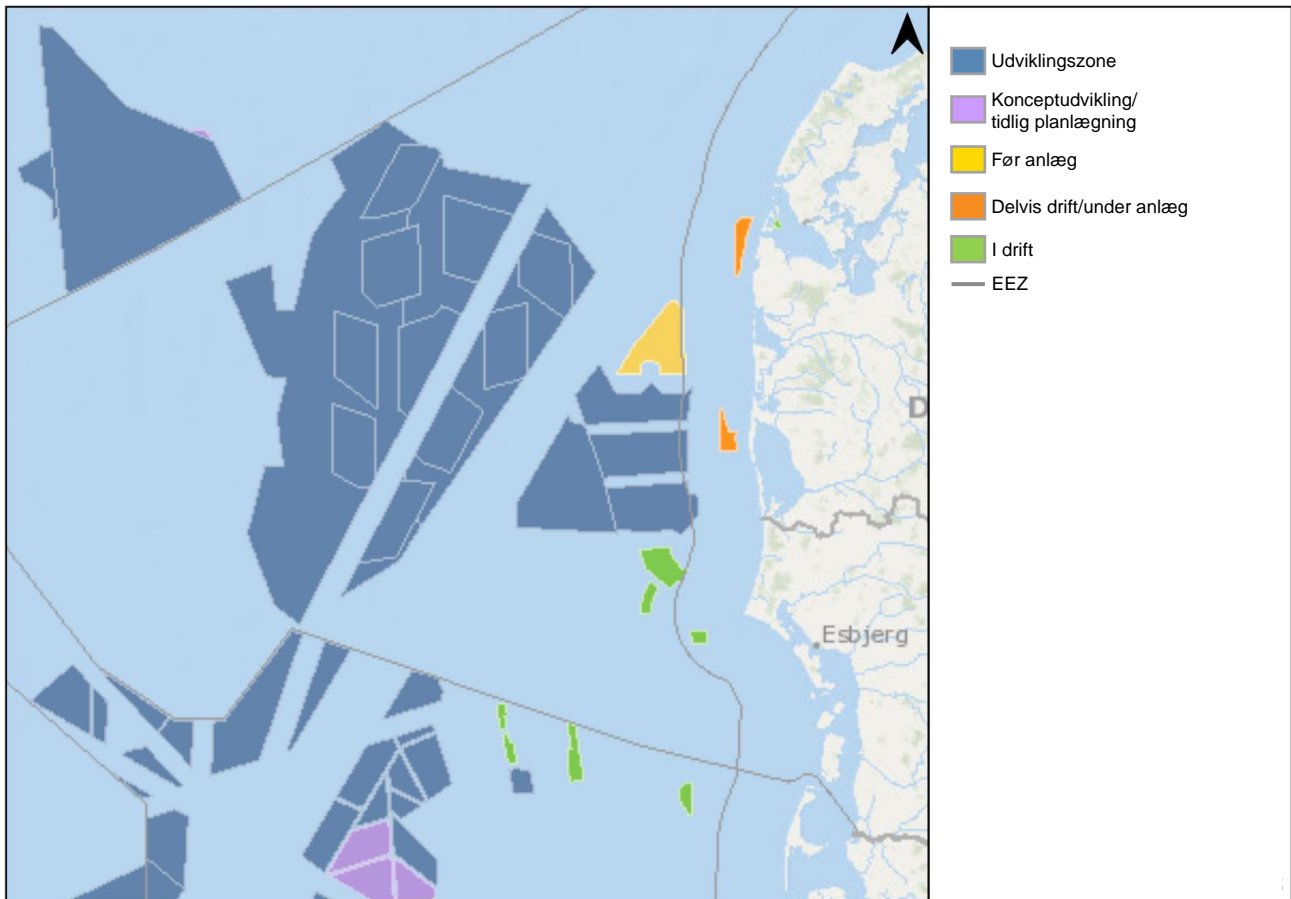 Udviklingszone
Konceptudvikling/
tidlig planlægning
Før anlæg
Delvis drift/under anlæg
I drift
EEZ
D
Esbjerg